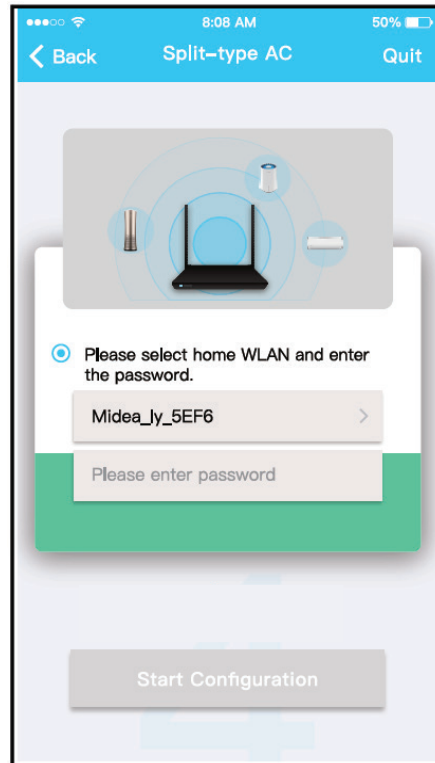 8:08 AM
50%
Back
Split-type AC
Quit
Please select home WLAN and enter
the password.
Midea_ly_5EF6
Please enter password
Start Configuration